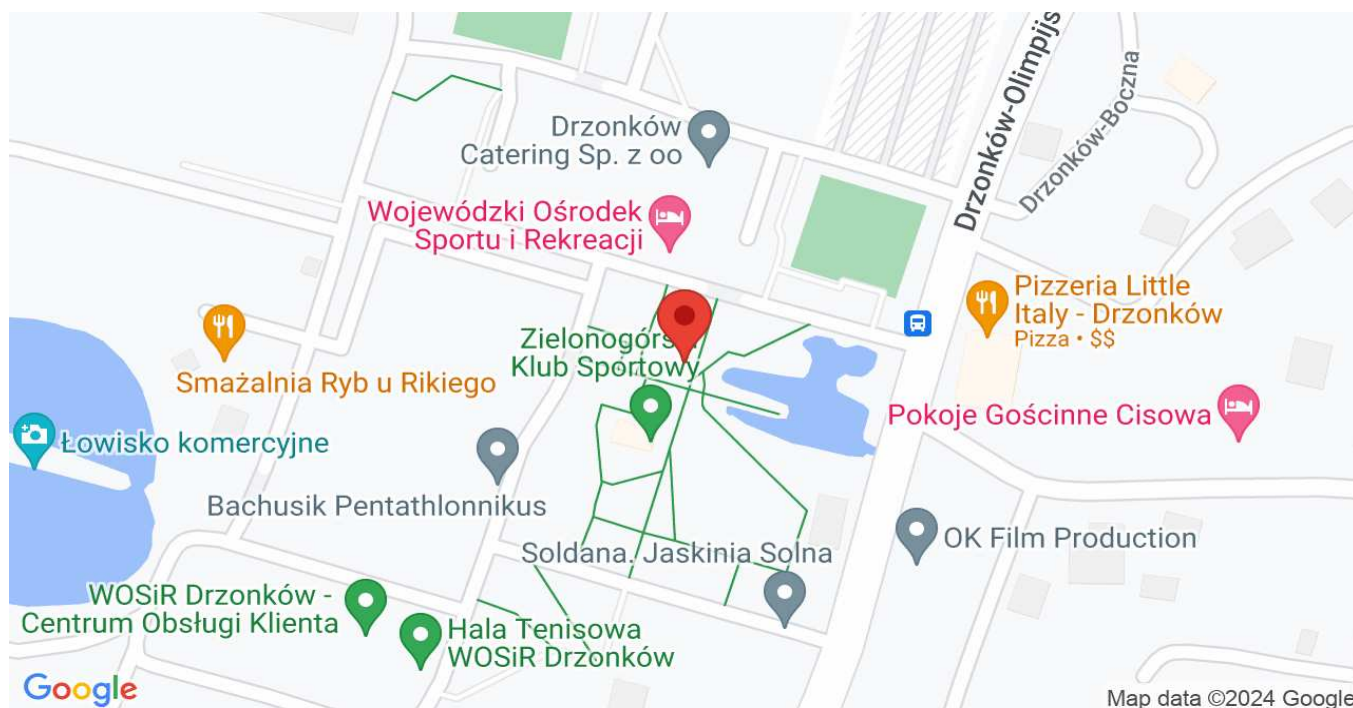 Drzonków-Olimpijs
Drzonków-Boczna
Drzonków
Catering Sp. z oo
Wojewódzki Ośrodek
Sportu i Rekreacji
Pizzeria Little
Italy - Drzonków
Pizza • $$
Zielonogórs
Klub Sportowy
Smażalnia Ryb u Rikiego
Pokoje Gościnne Cisowa
Łowisko komercyjne
Bachusik Pentathlonnikus
OK Film Production
Soldana. Jaskinia Solna
WOSiR Drzonków -
Centrum Obsługi Klienta
Hala Tenisowa
WOSiR Drzonków
Google
Map data ©2024 Google